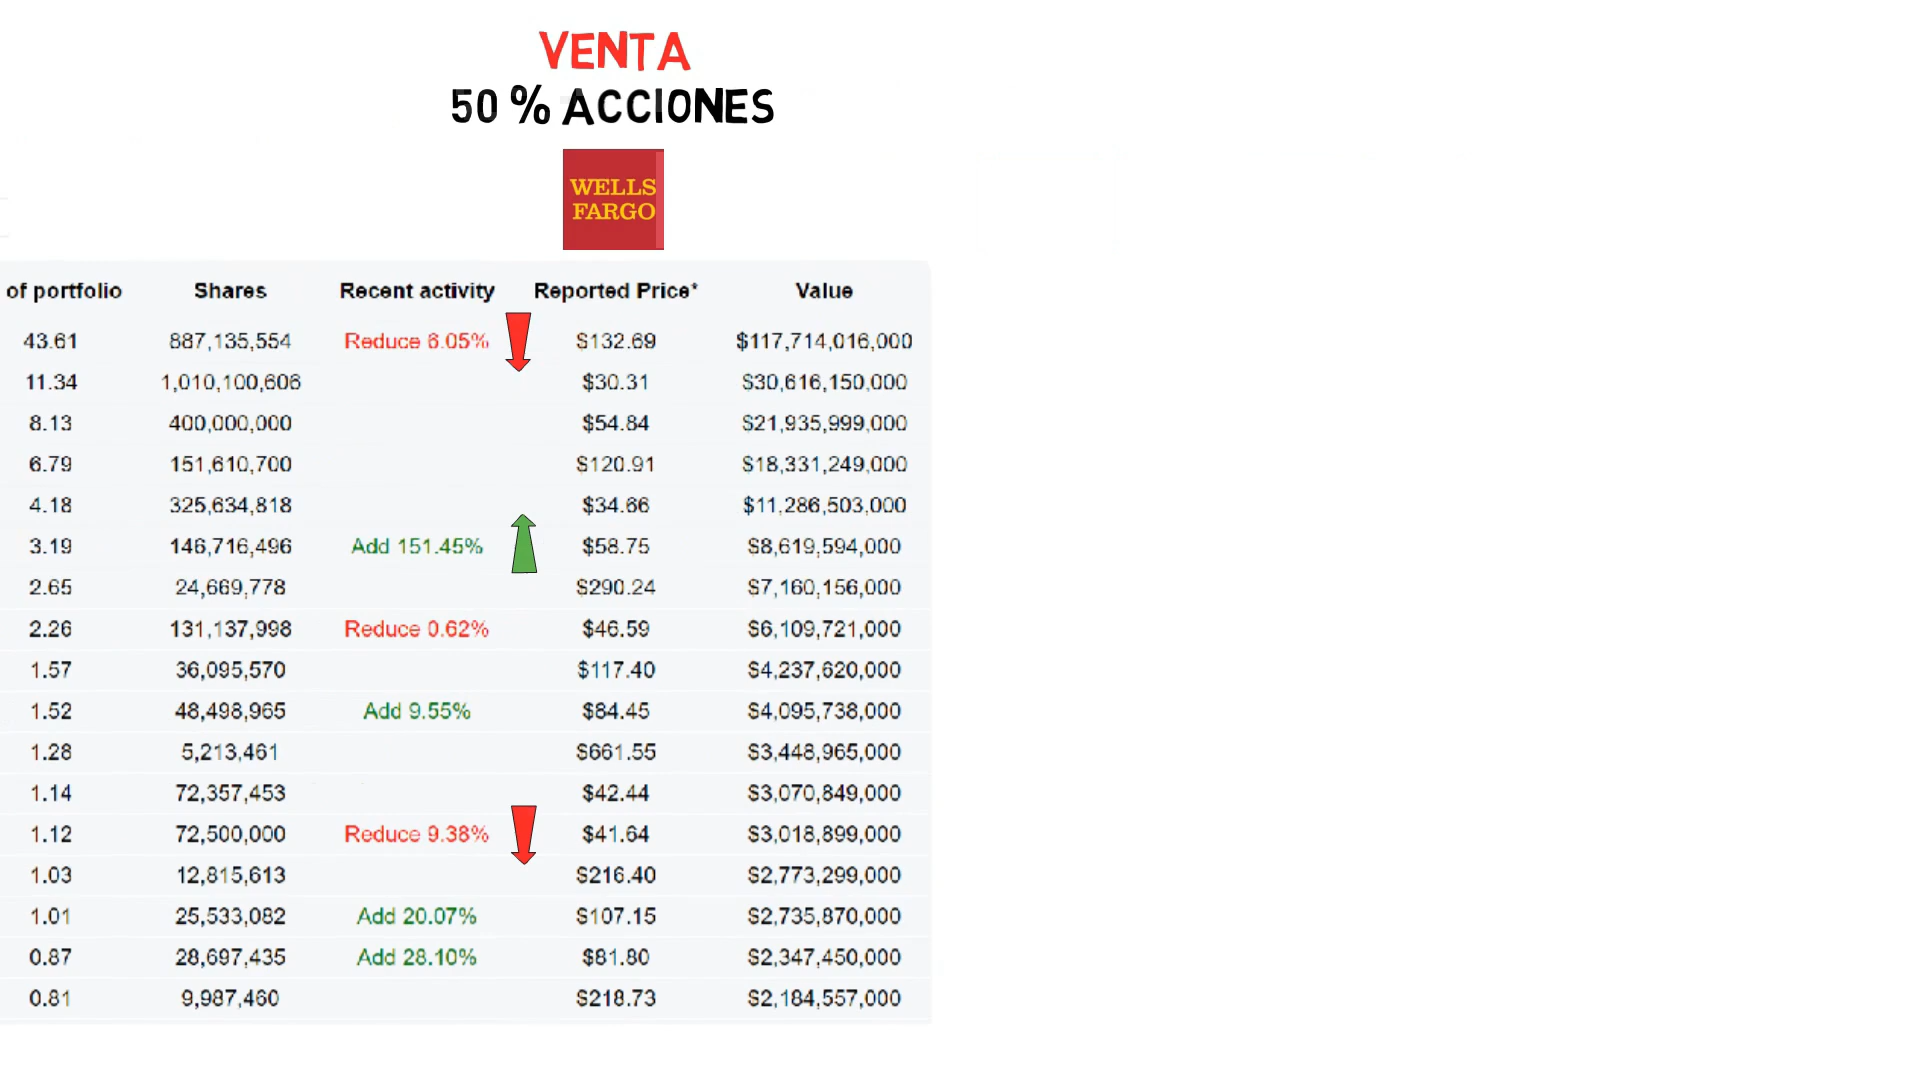 VENTA
50 % ACCIONES
WELLS
FARGO
of portfolio Shares Recent activity Reported Price* Value
43.61 887,135,554 Reduce 6.05% $132.69 $117,714,016,000
11.34 1,010,100,606 $30.31 $30,616,150,000
8.13 400,000,000 $54.84 $21,935,999,000
6.79 151,610,700 $120.91 $18,331,249,000
4.18 325,634,818 $34.66 $11,286,503,000
3.19 146,716,496 Add 151.45% $58.75 $8,619,594,000
2.65 24,669,778 $290.24 $7,160,156,000
2.26 131,137,998 Reduce 0.62% $46.59 $6,109,721,000
1.57 36,095,570 $117.40 $4,237,620,000
1.52 48,498,965 Add 9.55% $84.45 $4,095,738,000
1.28 5,213,461 $661.55 $3,448,965,000
1.14 72,357,453 $42.44 $3,070,849,000
1.12 72,500,000 Reduce 9.38% $41.64 $3,018,899,000
1.03 12,815,613 $216.40 $2,773,299,000
1.01 25,533,082 Add 20.07% $107.15 $2,735,870,000
0.87 28,697,435 Add 28.10% $81.80 $2,347,450,000
0.81 9,987,460 $218.73 $2,184,557,000